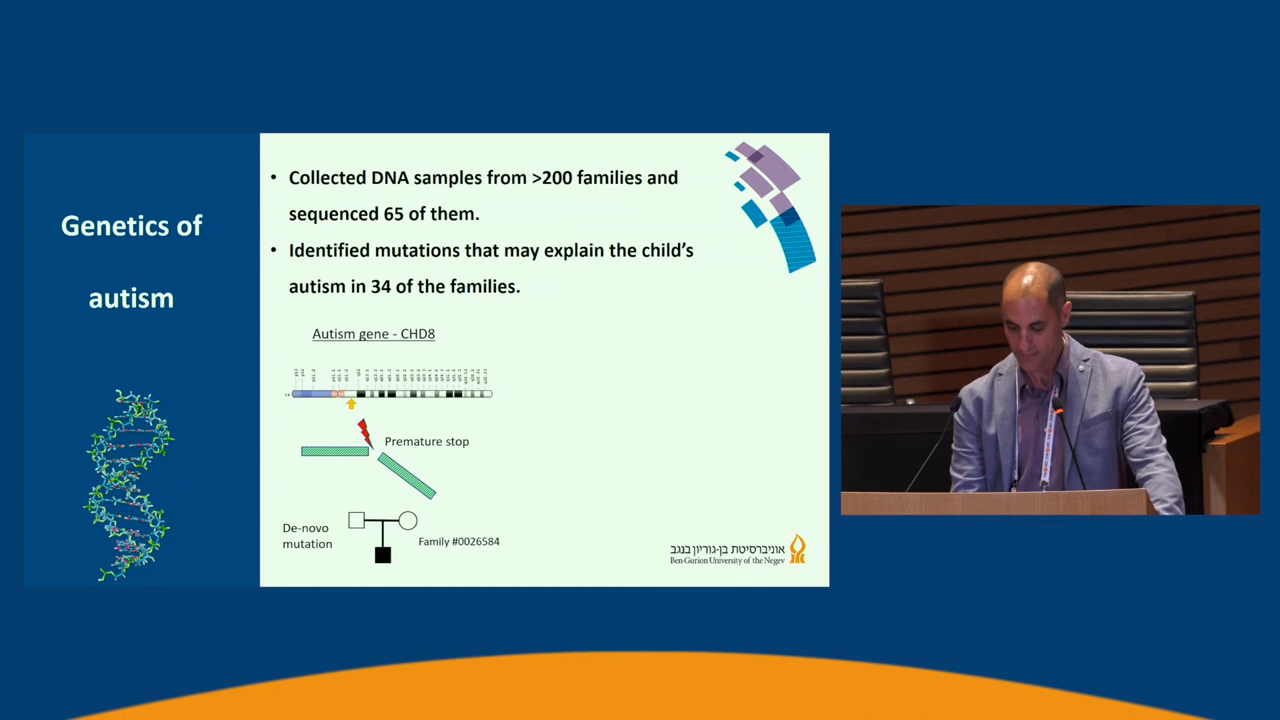 Genetics of
autism
• Collected DNA samples from >200 families and
sequenced 65 of them.
• Identified mutations that may explain the child's
autism in 34 of the families.
Autism gene - CHD8
Premature stop
De-novo
mutation
Family #0026584
אוניברסיטת בן-גוריון בנגב
Ben-Gurion University of the Negev